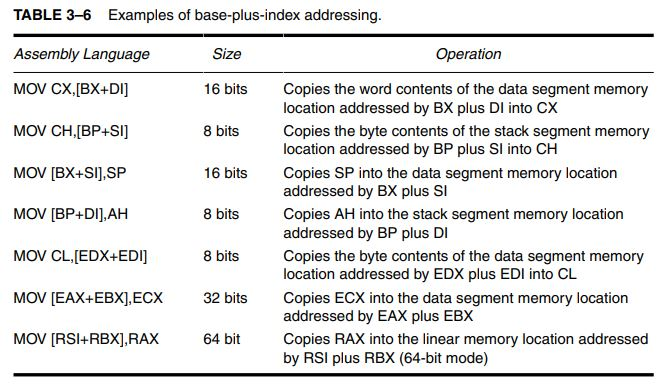 TABLE 3–6 Examples of base-plus-index addressing.
Assembly Language Size Operation
MOV CX,[BX+DI] 16 bits Copies the word contents of the data segment memory
location addressed by BX plus DI into CX
MOV CH,[BP+SI] 8 bits Copies the byte contents of the stack segment memory
location addressed by BP plus SI into CH
MOV [BX+SI],SP 16 bits Copies SP into the data segment memory location
addressed by BX plus SI
MOV [BP+DI],AH 8 bits Copies AH into the stack segment memory location
addressed by BP plus DI
MOV CL,[EDX+EDI] 8 bits Copies the byte contents of the data segment memory
location addressed by EDX plus EDI into CL
MOV [EAX+EBX],ECX 32 bits Copies ECX into the data segment memory location
addressed by EAX plus EBX
MOV [RSI+RBX],RAX 64 bit Copies RAX into the linear memory location addressed
by RSI plus RBX (64-bit mode)